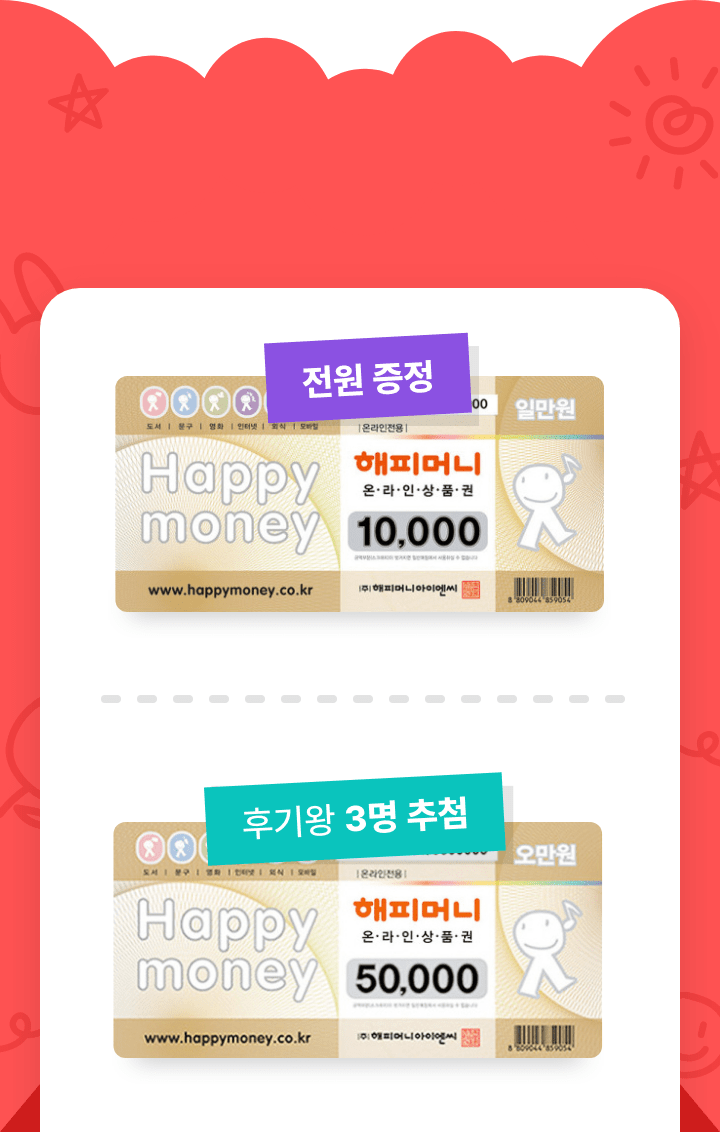 전원 증정
00 일만원
도서 | 문구 | 영화 | 인터넷 | 외식 | 모바일
|온라인전용|
Happy
money
해피머니
온·라·인·상·품·권
10,000
www.happymoney.co.kr
(주)해피머니아이엔씨
8 809044 859054
후기왕 3명 추첨
오만원
도서 | 문구 | 영화 | 인터넷 | 외식 | 모바일
|온라인전용|
Happy
money
해피머니
온·라·인·상·품·권
50,000
www.happymoney.co.kr
(주)해피머니아이엔씨
8 809044 859054